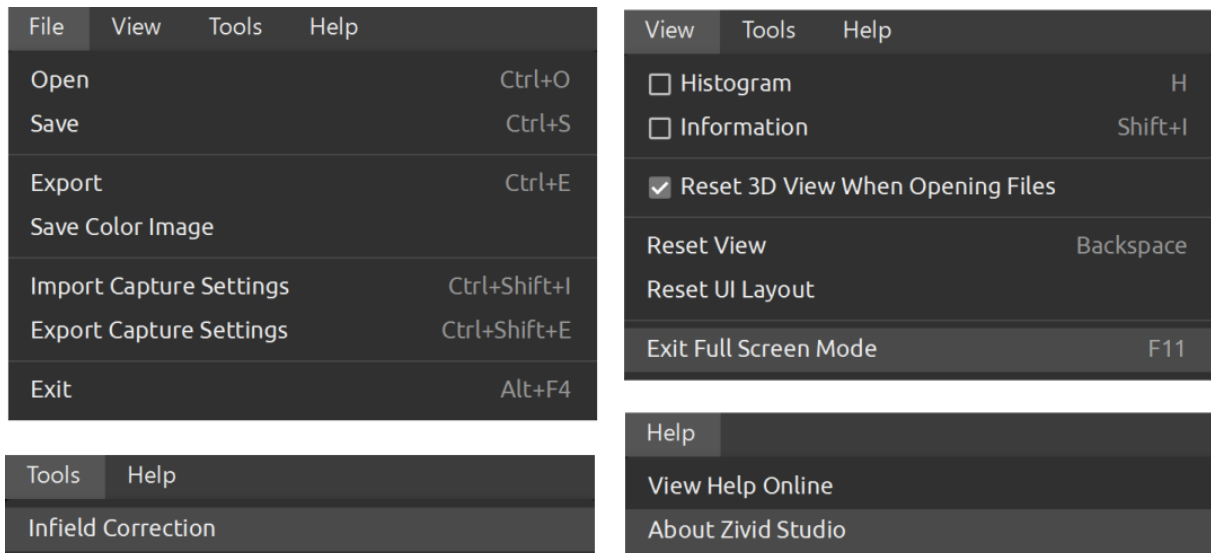 File View Tools Help
Open Ctrl+O
Save Ctrl+S
Export Ctrl+E
Save Color Image
Import Capture Settings Ctrl+Shift+I
Export Capture Settings Ctrl+Shift+E
Exit Alt+F4
Tools Help
Infield Correction
View Tools Help
Histogram H
Information Shift+I
Reset 3D View When Opening Files
Reset View Backspace
Reset UI Layout
Exit Full Screen Mode F11
Help
View Help Online
About Zivid Studio